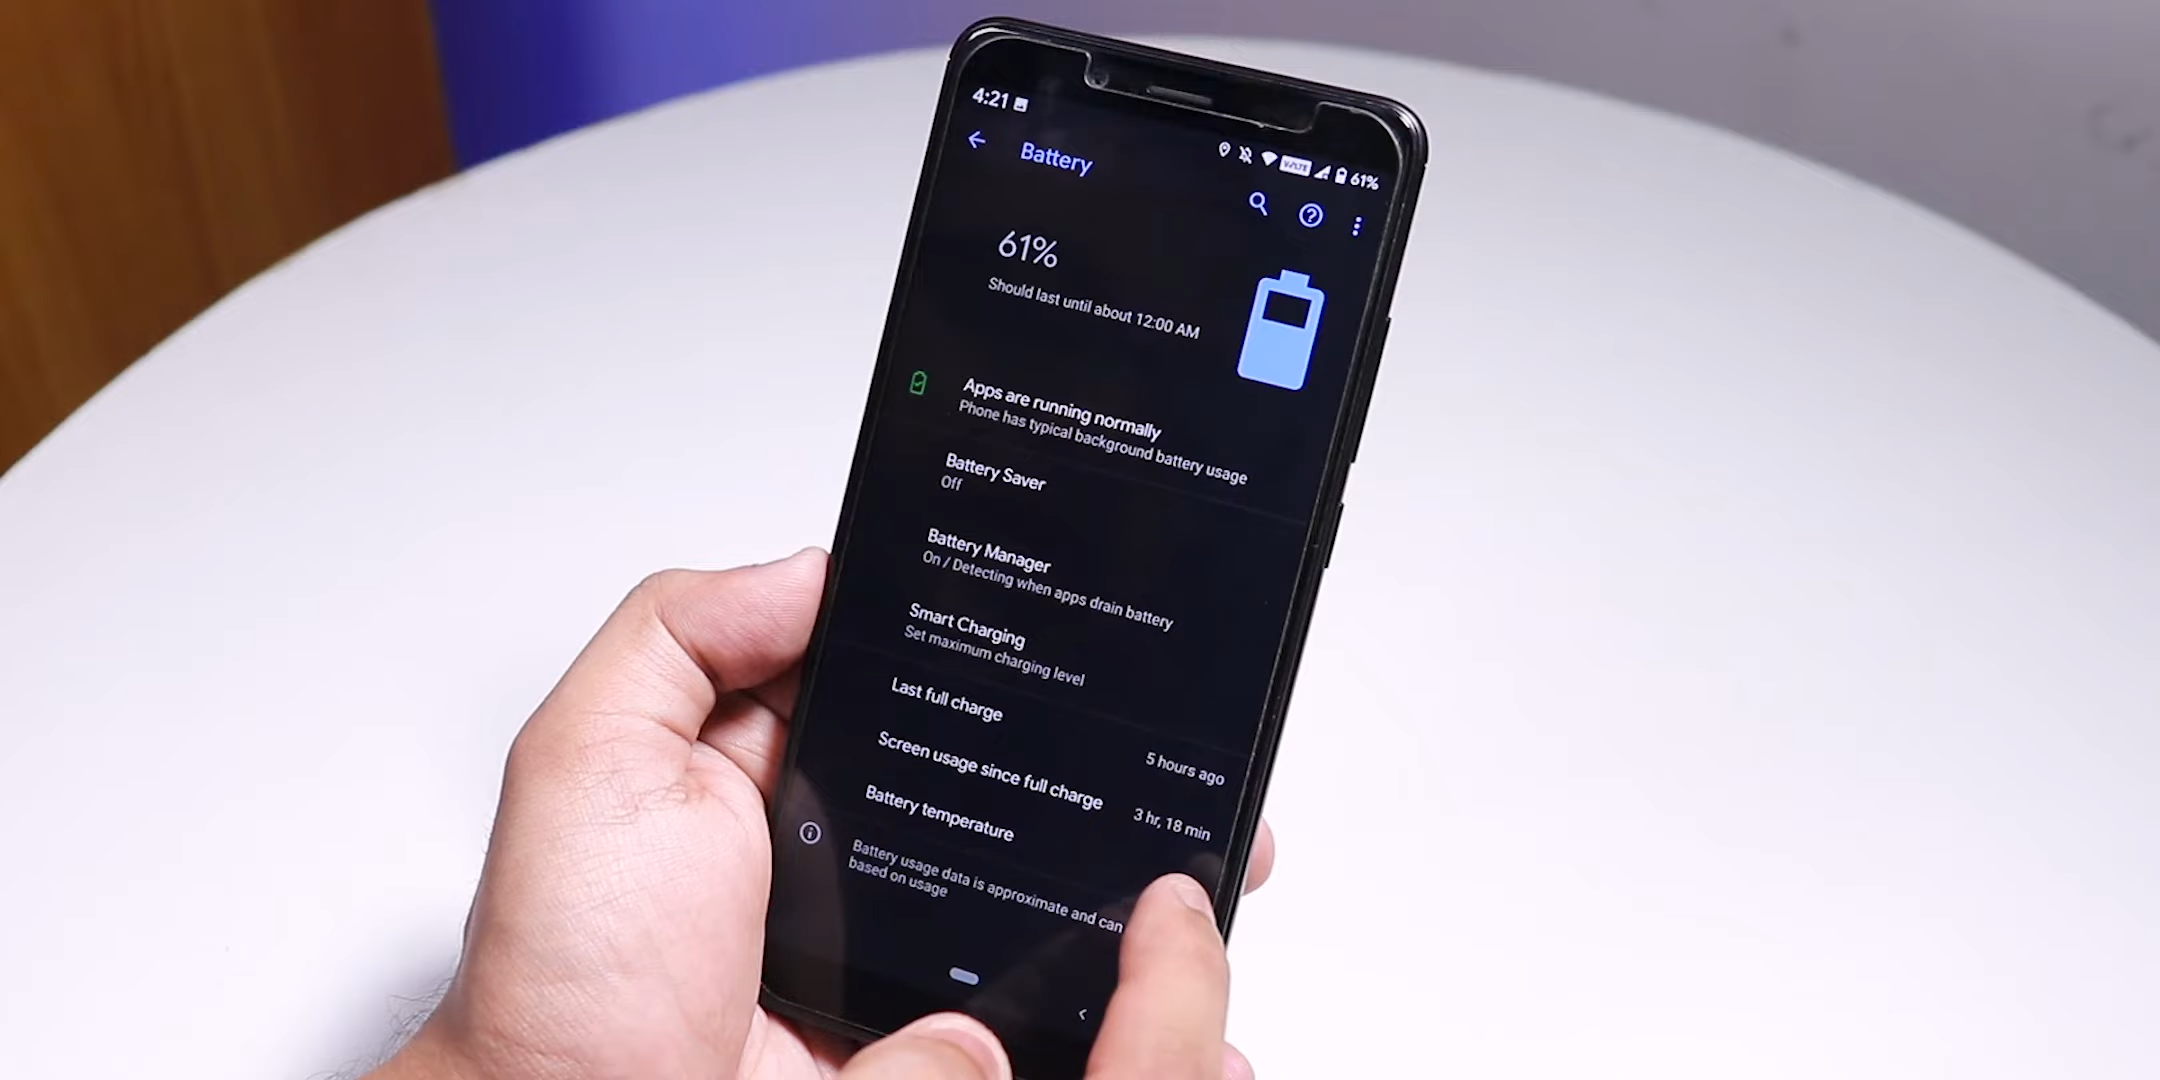 4:21
VoLTE 61%
Battery
61%
Should last until about 12:00 AM
Apps are running normally
Phone has typical background battery usage
Battery Saver
Off
Battery Manager
On / Detecting when apps drain battery
Smart Charging
Set maximum charging level
Last full charge
5 hours ago
Screen usage since full charge
3 hr, 18 min
Battery temperature
Battery usage data is approximate and can
based on usage